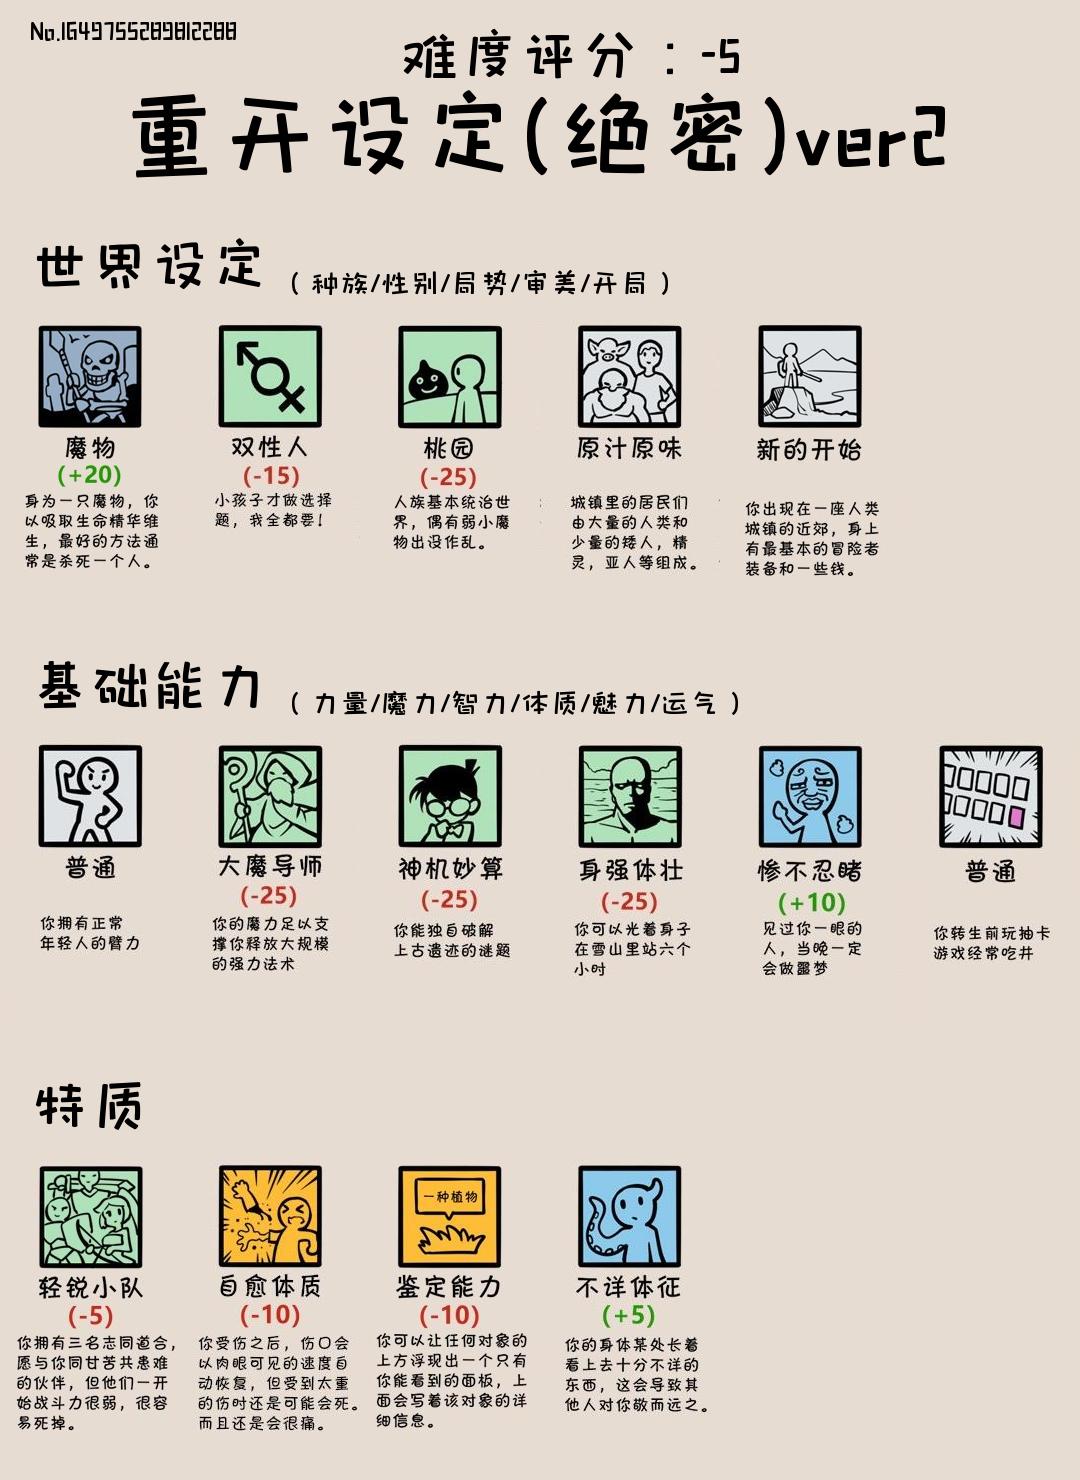 No.1649755289812288
难度评分：-5
重开设定(绝密)ver2
世界设定（种族/性别/局势/审美/开局）
魔物
(+20)
身为一只魔物，你
以吸取生命精华维
生，最好的方法通
常是杀死一个人。
双性人
(-15)
小孩子才做选择
题，我全都要！
桃园
(-25)
人族基本统治世
界，偶有弱小魔
物出没作乱。
原汁原味
城镇里的居民们
由大量的人类和
少量的矮人，精
灵，亚人等组成。
新的开始
你出现在一座人类
城镇的近郊，身上
有最基本的冒险者
装备和一些钱。
基础能力（力量/魔力/智力/体质/魅力/运气）
普通
你拥有正常
年轻人的臂力
大魔导师
(-25)
你的魔力足以支
撑你释放大规模
的强力法术
神机妙算
(-25)
你能独自破解
上古遗迹的谜题
身强体壮
(-25)
你可以光着身子
在雪山里站六个
小时
惨不忍睹
(+10)
见过你一眼的
人，当晚一定
会做噩梦
普通
你转生前玩抽卡
游戏经常吃井
特质
轻锐小队
(-5)
你拥有三名志同道合，
愿与你同甘苦共患难
的伙伴，但他们一开
始战斗力很弱，很容
易死掉。
自愈体质
(-10)
你受伤之后，伤口会
以肉眼可见的速度自
动恢复，但受到太重
的伤时还是可能会死。
而且还是会很痛。
一种植物
鉴定能力
(-10)
你可以让任何对象的
上方浮现出一个只有
你能看到的面板，上
面会写着该对象的详
细信息。
不详体征
(+5)
你的身体某处长着
看上去十分不详的
东西，这会导致其
他人对你敬而远之。